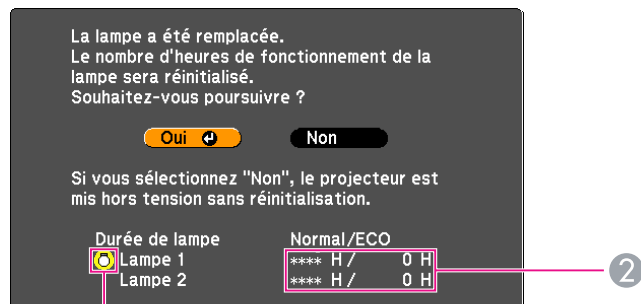 La lampe a été remplacée.
Le nombre d'heures de fonctionnement de la
lampe sera réinitialisé.
Souhaitez-vous poursuivre ?
Oui Non
Si vous sélectionnez "Non", le projecteur est
mis hors tension sans réinitialisation.
Durée de lampe Normal/ECO
Lampe 1 **** H / 0 H
Lampe 2 **** H / 0 H
2